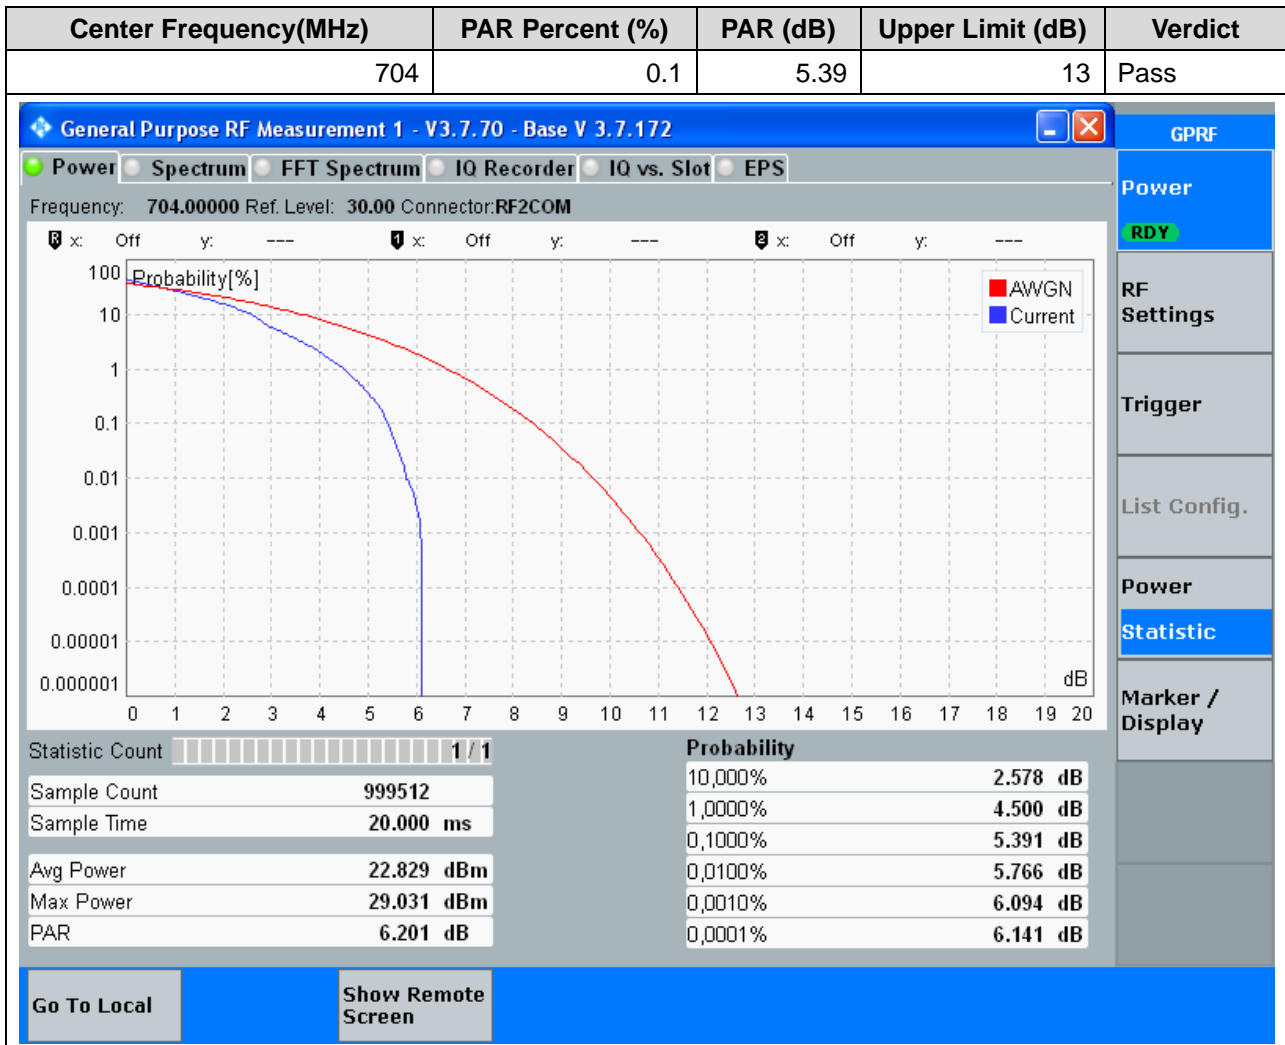 Center Frequency(MHz) PAR Percent (%) PAR (dB) Upper Limit (dB) Verdict
704 0.1 5.39 13 Pass
General Purpose RF Measurement 1 - V3.7.70 - Base V 3.7.172
GPRF
Power Spectrum FFT Spectrum IQ Recorder IQ vs. Slot EPS
Power
RDY
Frequency: 704.00000 Ref. Level: 30.00 Connector:RF2COM
R x: Off y: --- 1 x: Off y: --- 2 x: Off y: ---
Probability[%]
AWGN
Current
100
10
1
0.1
0.01
0.001
0.0001
0.00001
0.000001
dB
0 1 2 3 4 5 6 7 8 9 10 11 12 13 14 15 16 17 18 19 20
RF
Settings
Trigger
List Config.
Power
Statistic
Marker /
Display
Statistic Count 1 / 1
Sample Count 999512
Sample Time 20.000 ms
Avg Power 22.829 dBm
Max Power 29.031 dBm
PAR 6.201 dB
Probability
10,000% 2.578 dB
1,0000% 4.500 dB
0,1000% 5.391 dB
0,0100% 5.766 dB
0,0010% 6.094 dB
0,0001% 6.141 dB
Go To Local
Show Remote
Screen